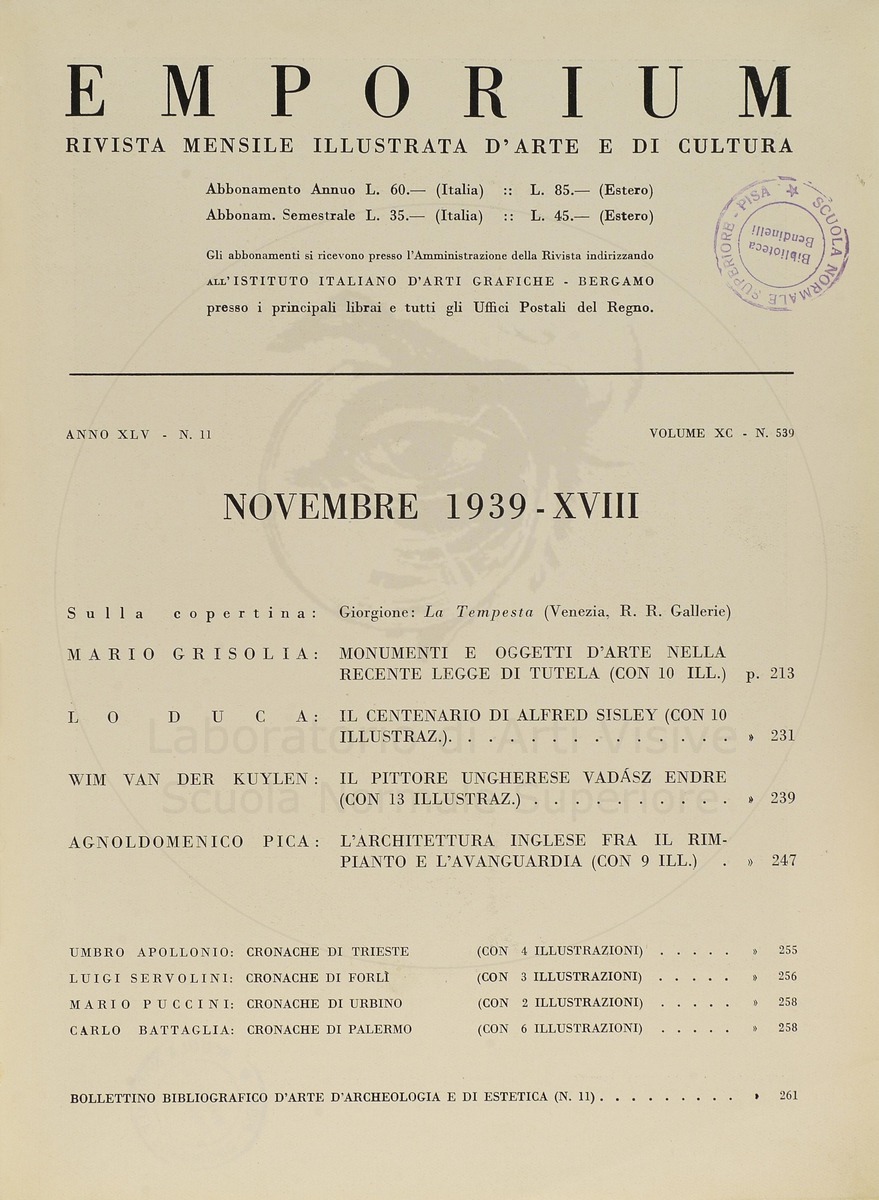 EMPORIUM
RIVISTA MENSILE ILLUSTRATA D'ARTE E DI CULTURA
Abbonamento Annuo L. 60.— (Italia) :: L. 85.— (Estero)
Abbonam. Semestrale L. 35.— (Italia) :: L. 45.— (Estero)
Gli abbonamenti si ricevono presso l'Amministrazione della Rivista indirizzando
ALL'ISTITUTO ITALIANO D'ARTI GRAFICHE - BERGAMO
presso i principali librai e tutti gli Uffici Postali del Regno.
SCUOLA NORMALE SUPERIORE - PISA
Biblioteca
Bendinelli
ANNO XLV - N. 11 VOLUME XC - N. 539
NOVEMBRE 1939 - XVIII
Sulla copertina: Giorgione: La Tempesta (Venezia, R. R. Gallerie)
MARIO GRISOLIA: MONUMENTI E OGGETTI D'ARTE NELLA
RECENTE LEGGE DI TUTELA (CON 10 ILL.) p. 213
LO DUCA: IL CENTENARIO DI ALFRED SISLEY (CON 10
ILLUSTRAZ.). . . . . . . . . . . . . . . » 231
WIM VAN DER KUYLEN: IL PITTORE UNGHERESE VADÁSZ ENDRE
(CON 13 ILLUSTRAZ.) . . . . . . . . . . » 239
AGNOLDOMENICO PICA: L'ARCHITETTURA INGLESE FRA IL RIM-
PIANTO E L'AVANGUARDIA (CON 9 ILL.) . » 247
Laboratorio di Arti Visive
Scuola Normale Superiore
UMBRO APOLLONIO: CRONACHE DI TRIESTE (CON 4 ILLUSTRAZIONI) . . . . . » 255
LUIGI SERVOLINI: CRONACHE DI FORLÌ (CON 3 ILLUSTRAZIONI) . . . . . » 256
MARIO PUCCINI: CRONACHE DI URBINO (CON 2 ILLUSTRAZIONI) . . . . . » 258
CARLO BATTAGLIA: CRONACHE DI PALERMO (CON 6 ILLUSTRAZIONI) . . . . . » 258
BOLLETTINO BIBLIOGRAFICO D'ARTE D'ARCHEOLOGIA E DI ESTETICA (N. 11) . . . . . . . . . » 261